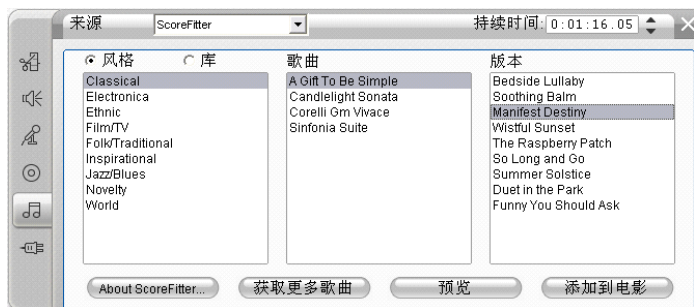 来源 ScoreFitter 持续时间: 0:01:16.05
风格 库 歌曲 版本
Classical
Electronica
Ethnic
Film/TV
Folk/Traditional
Inspirational
Jazz/Blues
Novelty
World
A Gift To Be Simple
Candlelight Sonata
Corelli Gm Vivace
Sinfonia Suite
Bedside Lullaby
Soothing Balm
Manifest Destiny
Wistful Sunset
The Raspberry Patch
So Long and Go
Summer Solstice
Duet in the Park
Funny You Should Ask
About ScoreFitter... 获取更多歌曲 预览 添加到电影